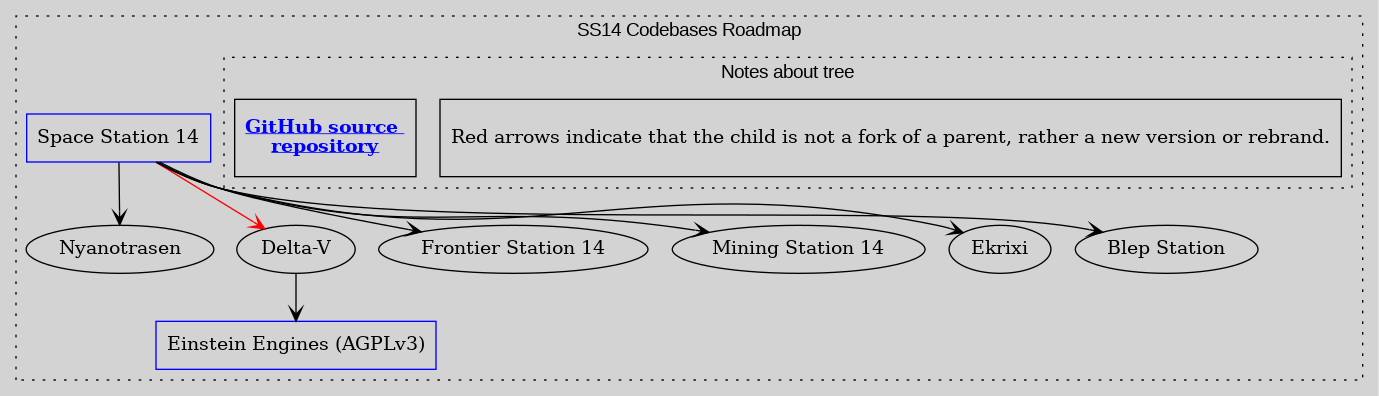 SS14 Codebases Roadmap
Notes about tree
Space Station 14
GitHub source
repository
Red arrows indicate that the child is not a fork of a parent, rather a new version or rebrand.
Nyanotrasen
Delta-V
Frontier Station 14
Mining Station 14
Ekrixi
Blep Station
Einstein Engines (AGPLv3)